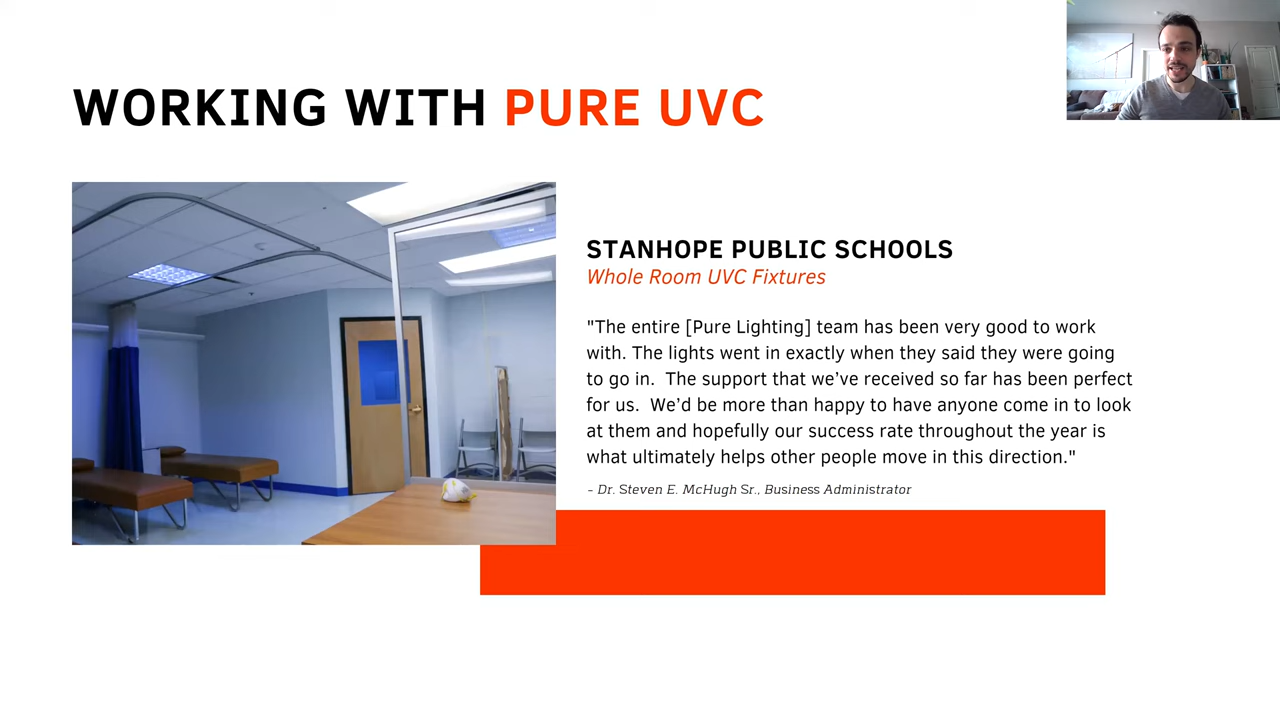 WORKING WITH PURE UVC
STANHOPE PUBLIC SCHOOLS
Whole Room UVC Fixtures
"The entire [Pure Lighting] team has been very good to work
with. The lights went in exactly when they said they were going
to go in.  The support that we’ve received so far has been perfect
for us.  We’d be more than happy to have anyone come in to look
at them and hopefully our success rate throughout the year is
what ultimately helps other people move in this direction."
– Dr. Steven E. McHugh Sr., Business Administrator